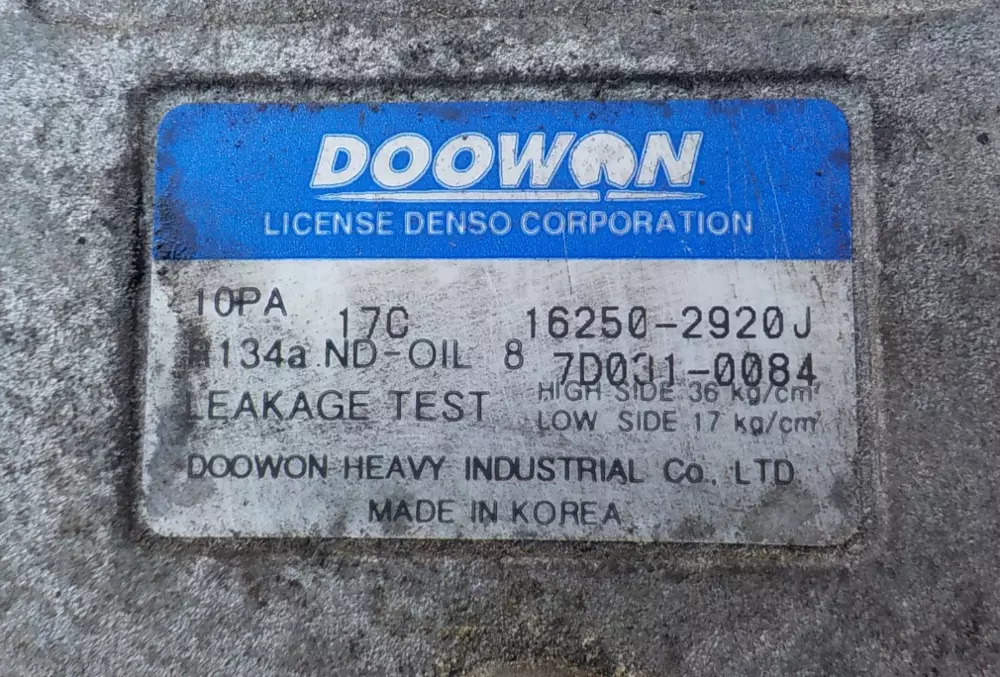 DOOWON
LICENSE DENSO CORPORATION
10PA 17C 16250-2920J
R134a ND-OIL 8 7D031-0084
LEAKAGE TEST HIGH SIDE 36 kg/cm²
LOW SIDE 17 kg/cm²
DOOWON HEAVY INDUSTRIAL Co., LTD
MADE IN KOREA